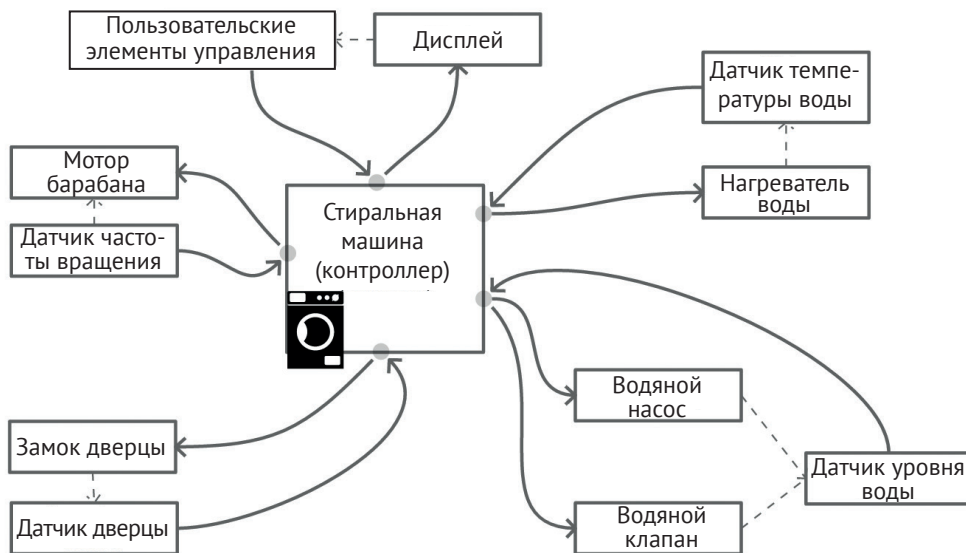 Пользовательские
элементы управления
Дисплей
Датчик темпе-
ратуры воды
Мотор
барабана
Нагреватель
воды
Стиральная
машина
(контроллер)
Датчик часто-
ты вращения
Водяной
насос
Замок дверцы
Датчик уровня
воды
Датчик дверцы
Водяной
клапан